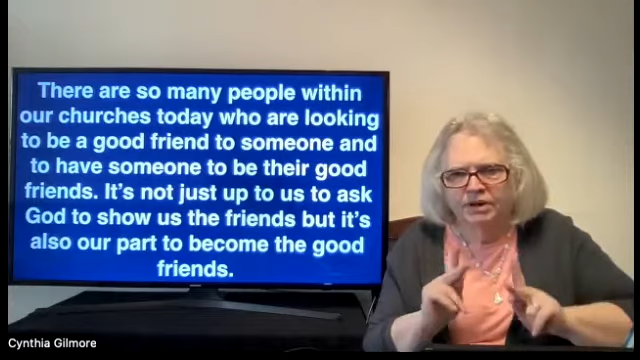 There are so many people within
our churches today who are looking
to be a good friend to someone and
to have someone to be their good
friends. It's not just up to us to ask
God to show us the friends but it's
also our part to become the good
friends.
Cynthia Gilmore